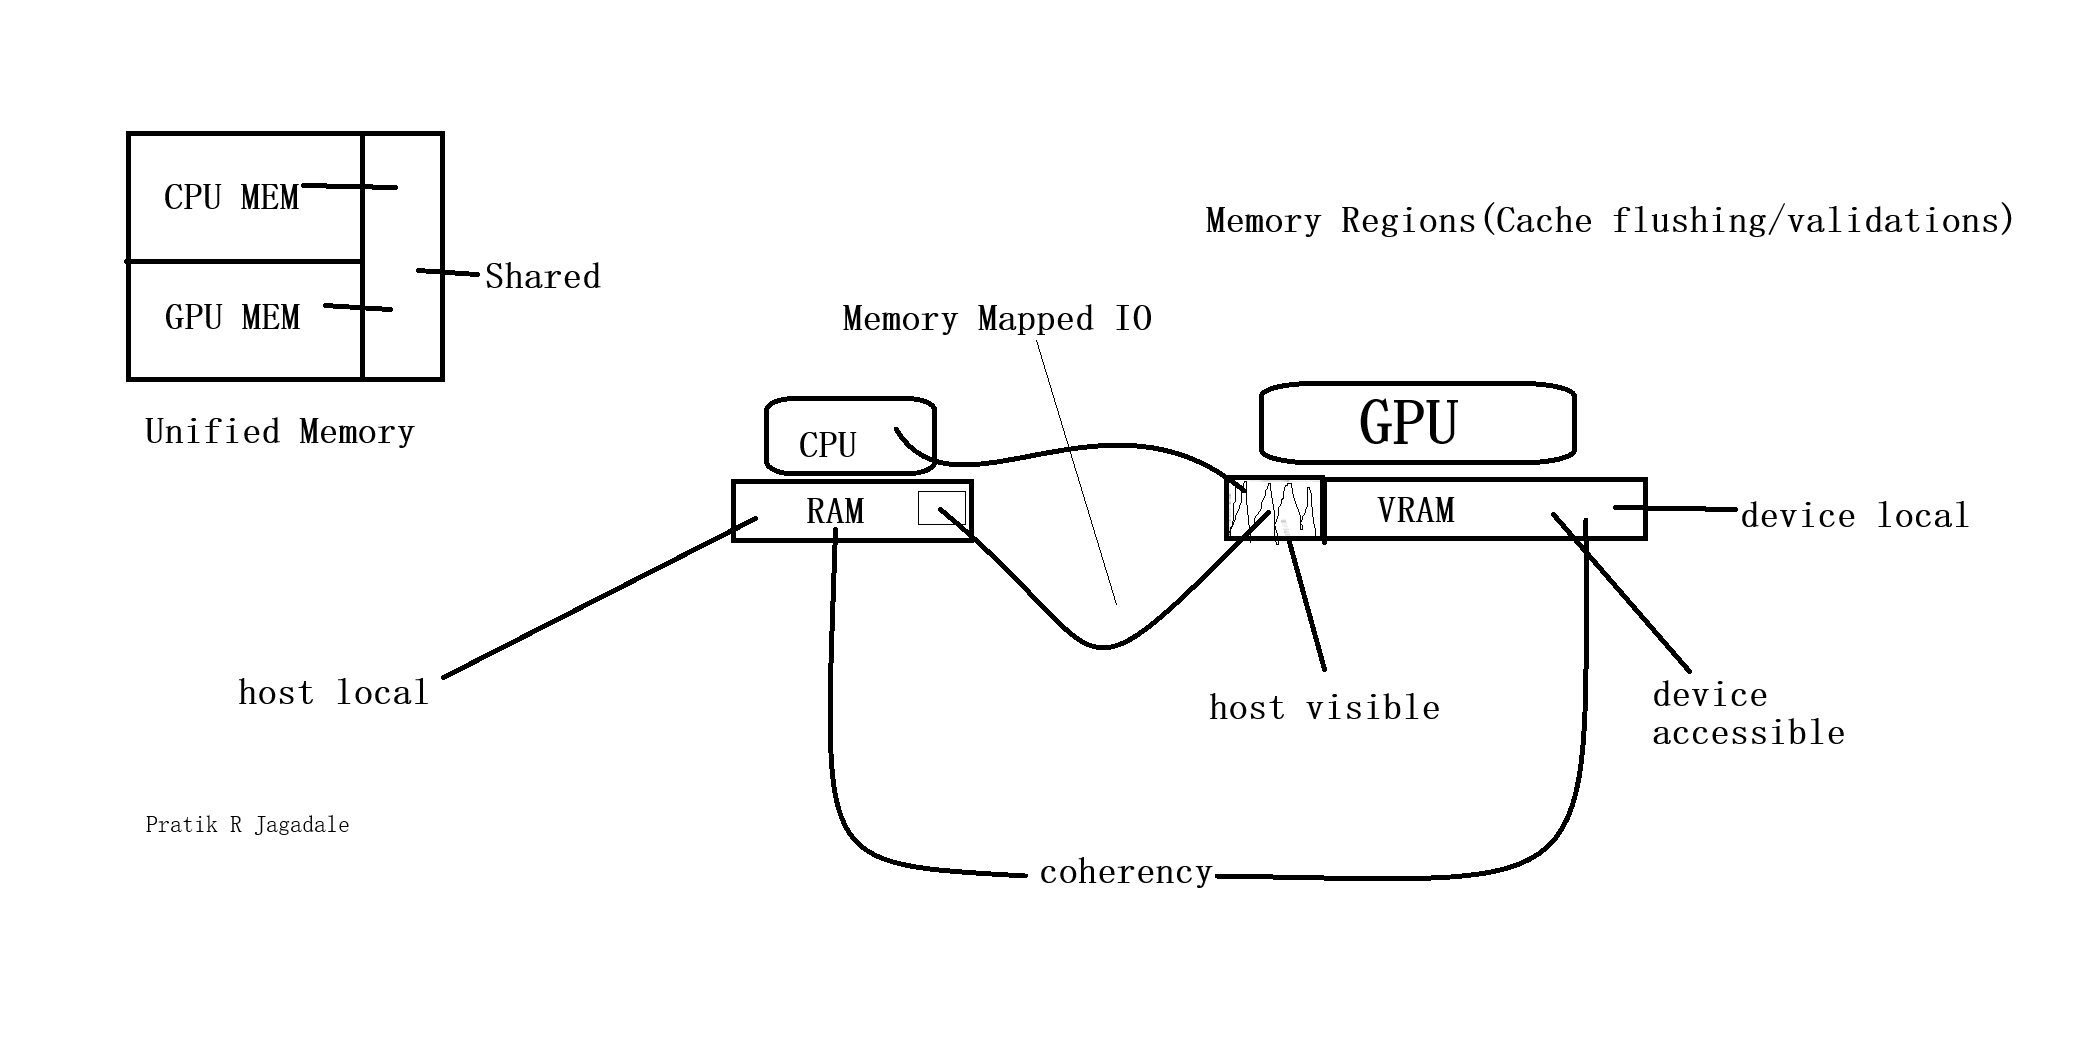 CPU MEM
GPU MEM
Shared
Unified Memory
Memory Regions(Cache flushing/validations)
Memory Mapped IO
CPU
GPU
RAM
VRAM
device local
host local
host visible
device
accessible
Pratik R Jagadale
coherency